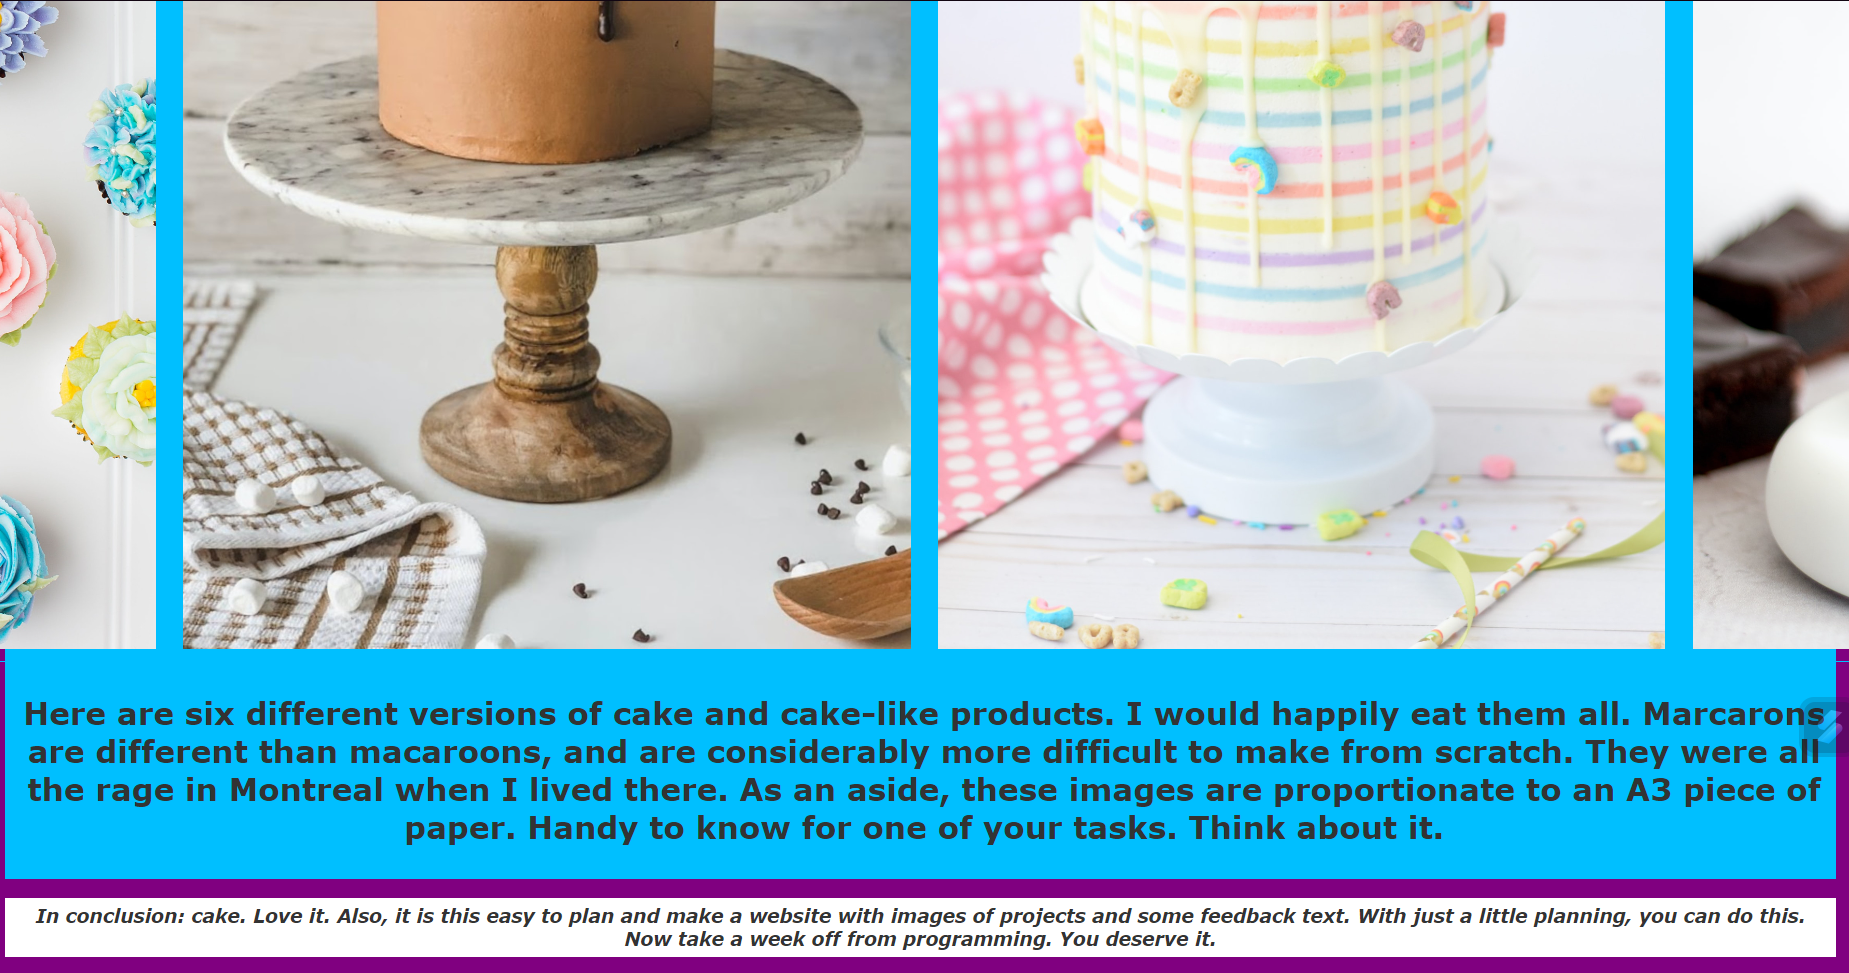 Here are six different versions of cake and cake-like products. I would happily eat them all. Marcarons
are different than macaroons, and are considerably more difficult to make from scratch. They were all
the rage in Montreal when I lived there. As an aside, these images are proportionate to an A3 piece of
paper. Handy to know for one of your tasks. Think about it.
In conclusion: cake. Love it. Also, it is this easy to plan and make a website with images of projects and some feedback text. With just a little planning, you can do this.
Now take a week off from programming. You deserve it.